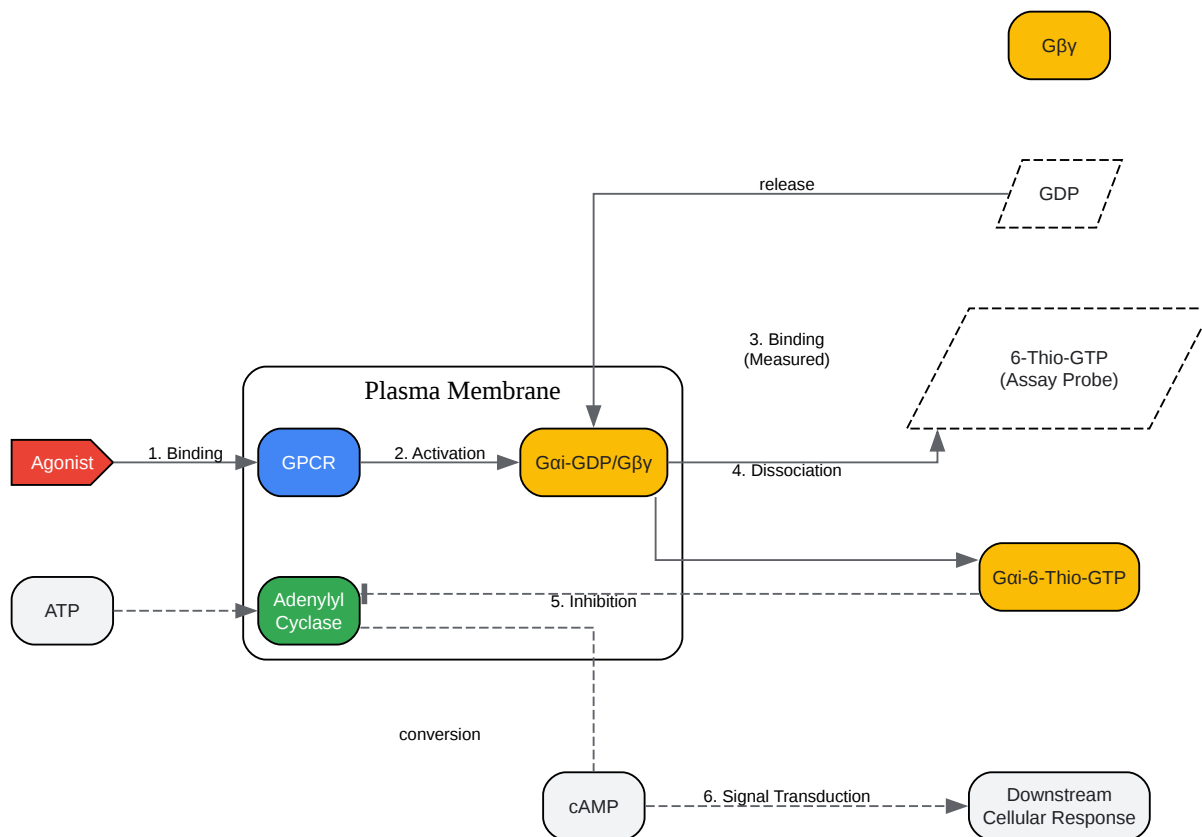 Gβγ
release
GDP
3. Binding
(Measured)
6-Thio-GTP
(Assay Probe)
Plasma Membrane
Agonist
1. Binding
GPCR
2. Activation
Gαi-GDP/Gβγ
4. Dissociation
Gαi-6-Thio-GTP
ATP
Adenylyl
Cyclase
5. Inhibition
conversion
cAMP
6. Signal Transduction
Downstream
Cellular Response